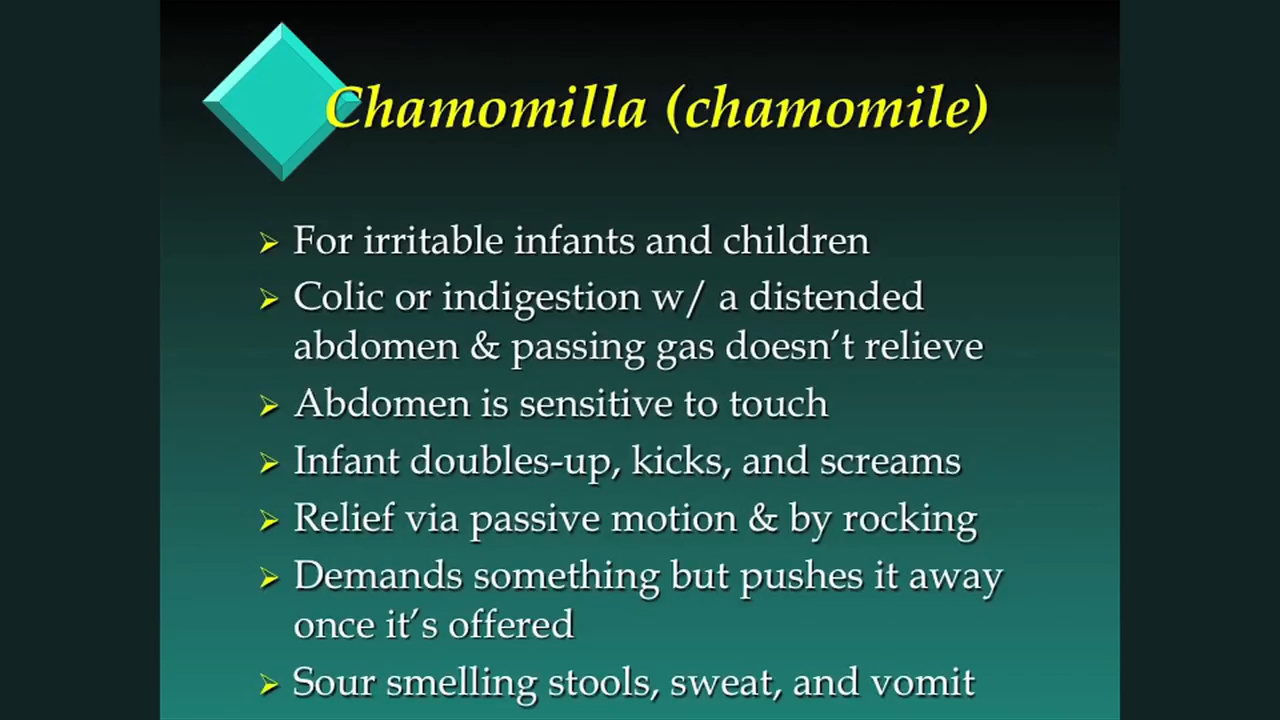 Chamomilla (chamomile)
➢ For irritable infants and children
➢ Colic or indigestion w/ a distended
abdomen & passing gas doesn’t relieve
➢ Abdomen is sensitive to touch
➢ Infant doubles-up, kicks, and screams
➢ Relief via passive motion & by rocking
➢ Demands something but pushes it away
once it’s offered
➢ Sour smelling stools, sweat, and vomit